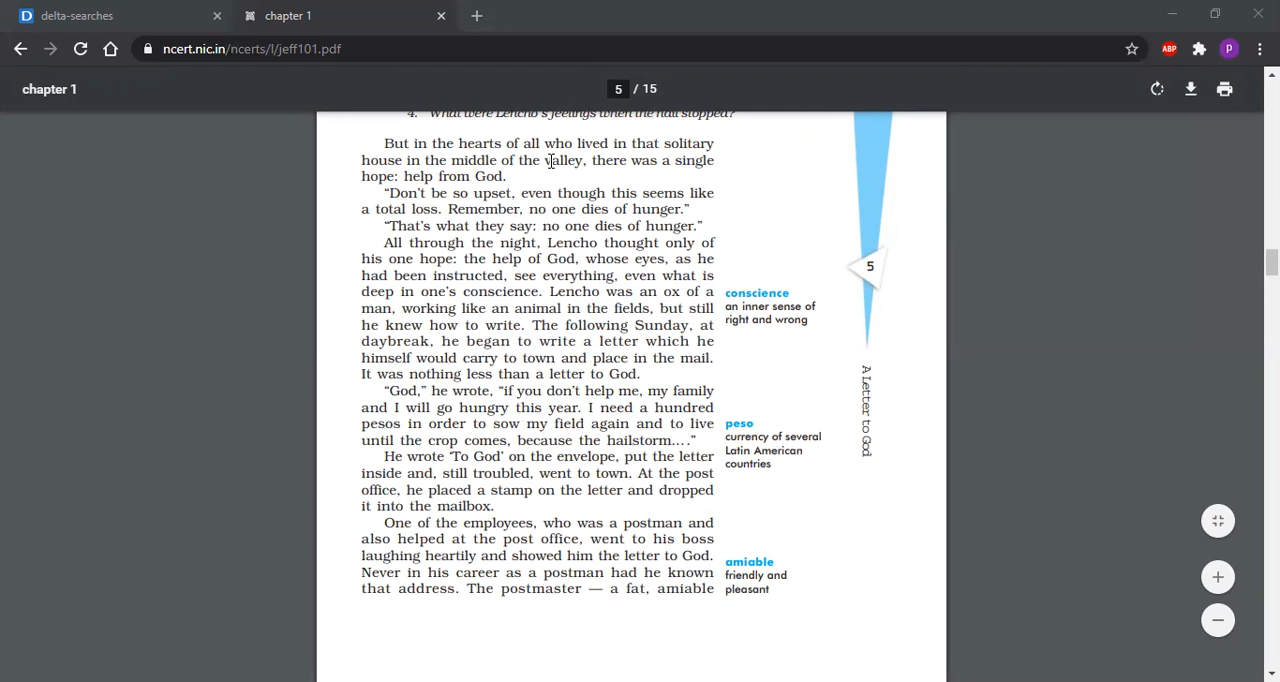 D delta-searches
chapter 1
ncert.nic.in/ncerts/l/jeff101.pdf
ABP
P
chapter 1
5 / 15
4. What were Lencho's feelings when the hail stopped?
But in the hearts of all who lived in that solitary
house in the middle of the valley, there was a single
hope: help from God.
“Don't be so upset, even though this seems like
a total loss. Remember, no one dies of hunger.”
“That's what they say: no one dies of hunger.”
All through the night, Lencho thought only of
his one hope: the help of God, whose eyes, as he
had been instructed, see everything, even what is
deep in one's conscience. Lencho was an ox of a
man, working like an animal in the fields, but still
he knew how to write. The following Sunday, at
daybreak, he began to write a letter which he
himself would carry to town and place in the mail.
It was nothing less than a letter to God.
“God,” he wrote, “if you don't help me, my family
and I will go hungry this year. I need a hundred
pesos in order to sow my field again and to live
until the crop comes, because the hailstorm... .”
He wrote ‘To God’ on the envelope, put the letter
inside and, still troubled, went to town. At the post
office, he placed a stamp on the letter and dropped
it into the mailbox.
One of the employees, who was a postman and
also helped at the post office, went to his boss
laughing heartily and showed him the letter to God.
Never in his career as a postman had he known
that address. The postmaster — a fat, amiable
conscience
an inner sense of
right and wrong
peso
currency of several
Latin American
countries
amiable
friendly and
pleasant
5
A Letter to God